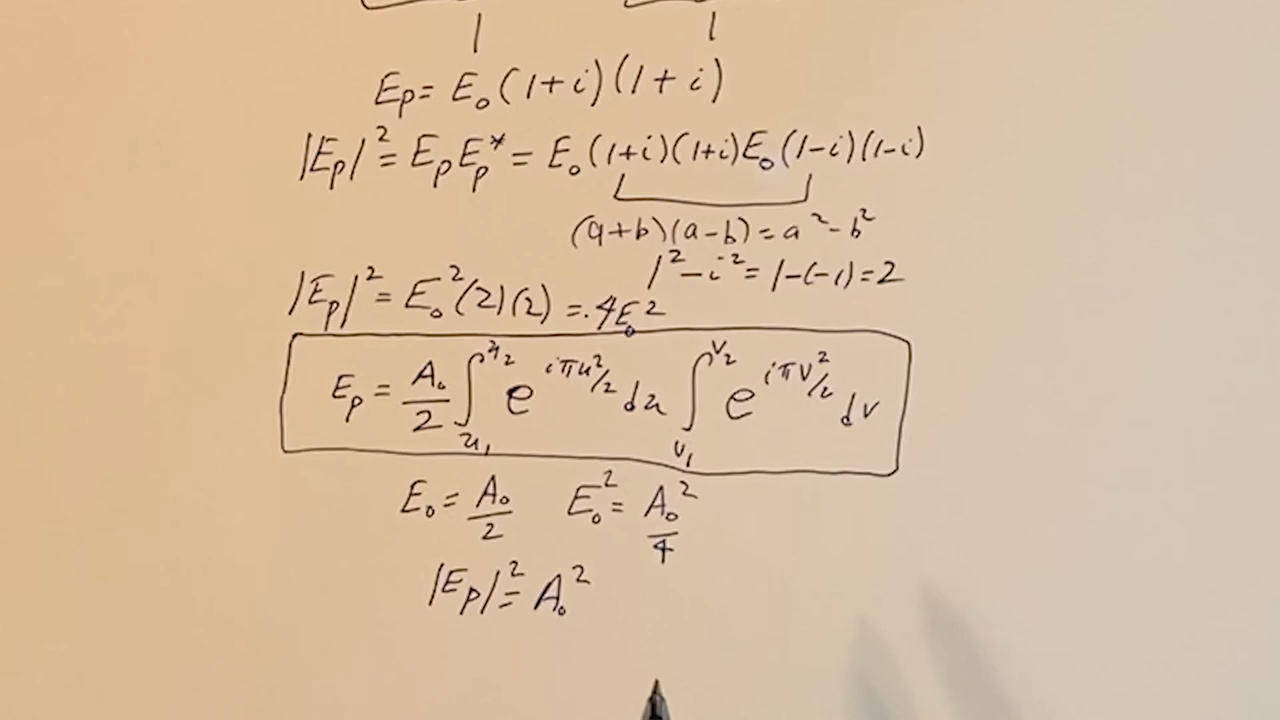 1 1
Ep = E₀(1+i)(1+i)
|Ep|² = EpEp* = E₀(1+i)(1+i)E₀(1-i)(1-i)
(a+b)(a-b) = a² - b²
1² - i² = 1-(-1) = 2
|Ep|² = E₀²(2)(2) = .4E₀²
Ep = A₀/2 ∫_{u₁}^{u₂} e^{iπu²/2} du ∫_{v₁}^{v₂} e^{iπv²/2} dv
E₀ = A₀/2 E₀² = A₀²/4
|Ep|² = A₀²